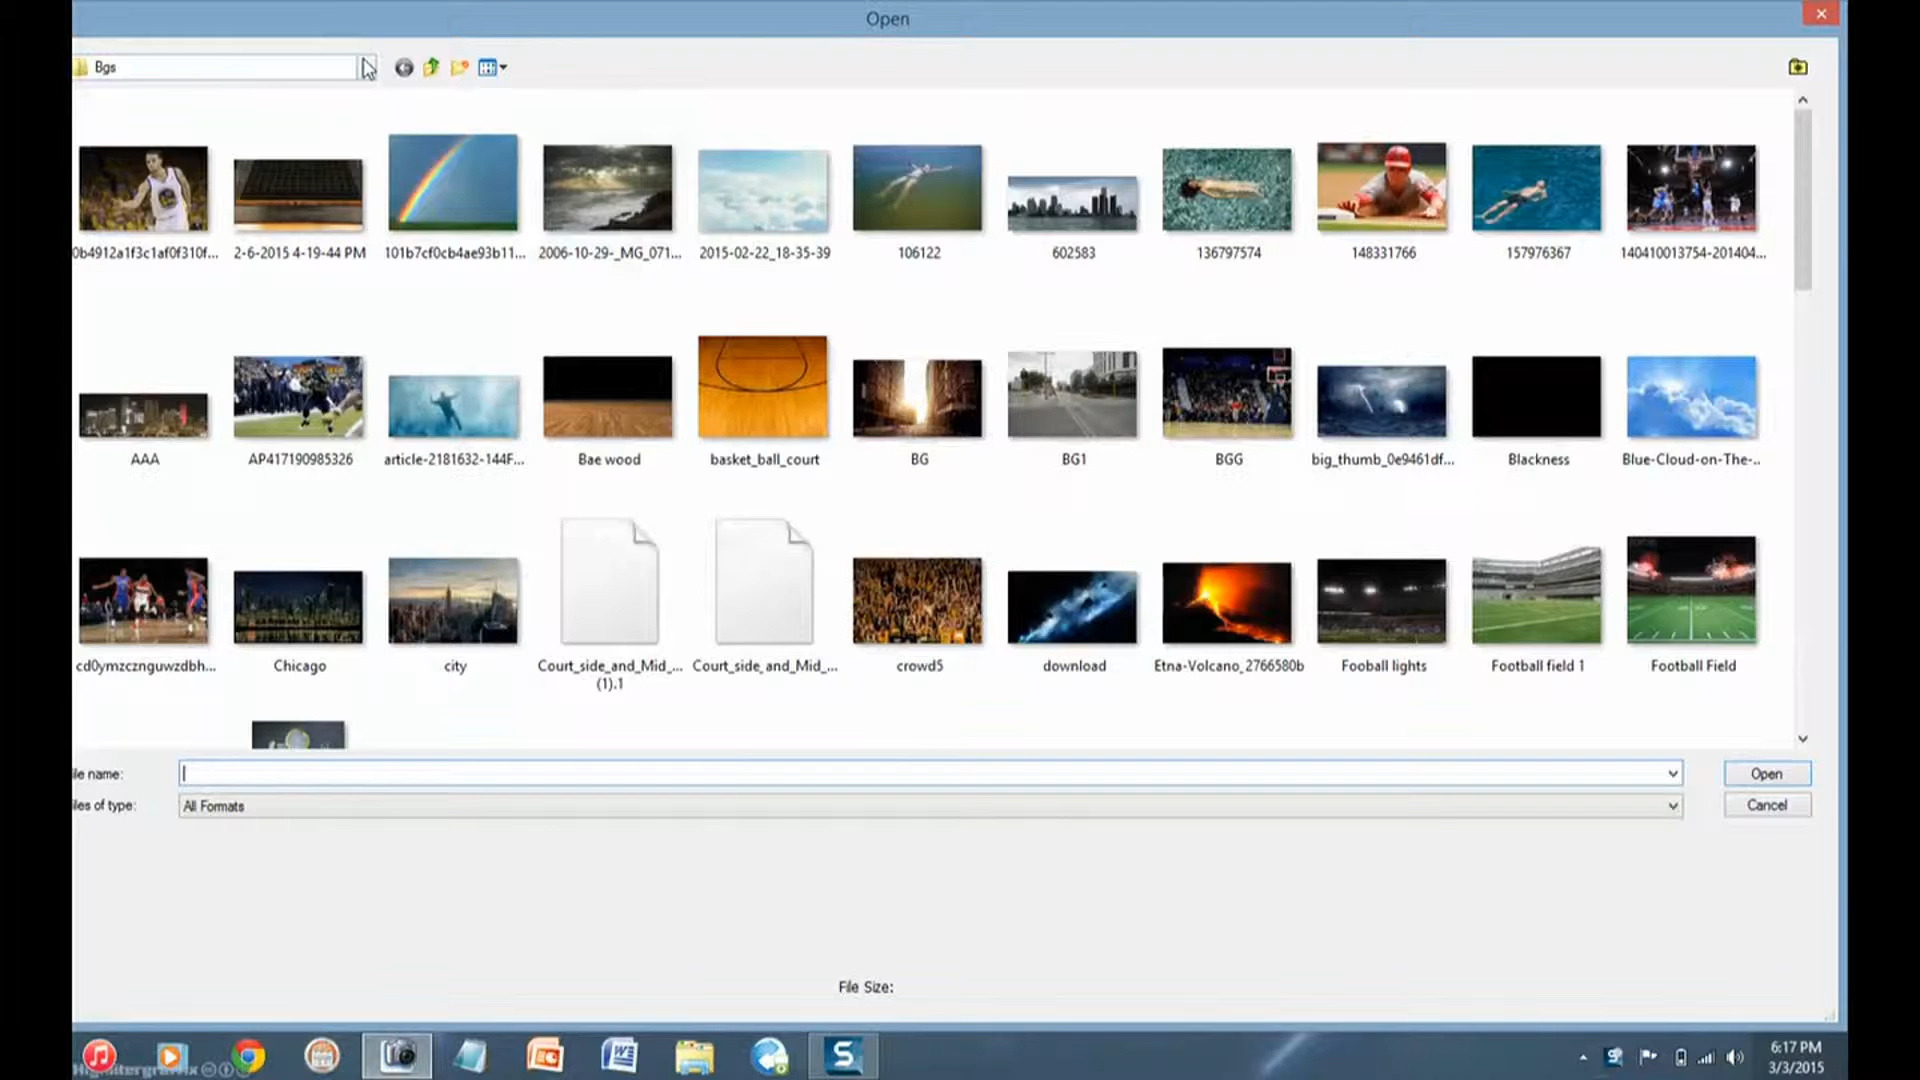 Open
Bgs
0b4912a1f3c1af0f310f...
2-6-2015 4-19-44 PM
101b7cf0cb4ae93b11...
2006-10-29-_MG_071...
2015-02-22_18-35-39
106122
602583
136797574
148331766
157976367
140410013754-201404...
AAA
AP417190985326
article-2181632-144F...
Bae wood
basket_ball_court
BG
BG1
BGG
big_thumb_0e9461df...
Blackness
Blue-Cloud-on-The-..
cd0ymzcznguwzdbh...
Chicago
city
Court_side_and_Mid_...
(1).1
Court_side_and_Mid_...
crowd5
download
Etna-Volcano_2766580b
Fooball lights
Football field 1
Football Field
ile name:
Open
iles of type:
All Formats
Cancel
File Size:
6:17 PM
3/3/2015